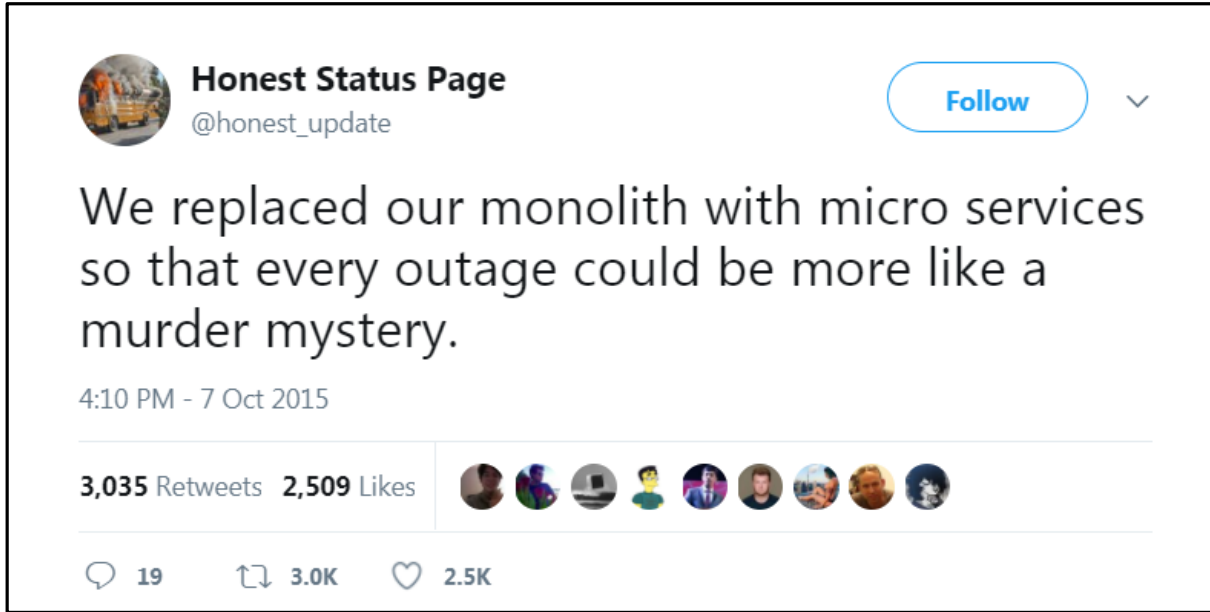 Honest Status Page
@honest_update
Follow
We replaced our monolith with micro services
so that every outage could be more like a
murder mystery.
4:10 PM - 7 Oct 2015
3,035 Retweets 2,509 Likes
19 3.0K 2.5K